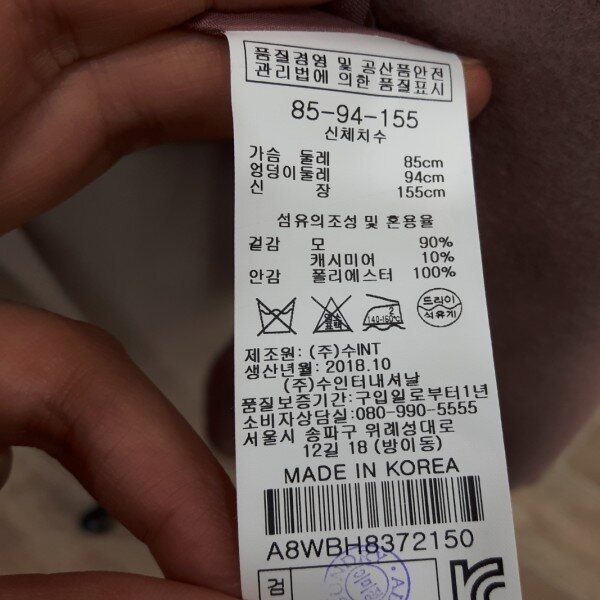 품질경영 및 공산품안전
관리법에 의한 품질표시
85-94-155
신체치수
가슴 둘레 85cm
엉덩이둘레 94cm
신 장 155cm
섬유의조성 및 혼용율
겉감 모 90%
캐시미어 10%
안감 폴리에스터 100%
염소표백
2
140-160℃
드라이
석유계
제조원: (주)수INT
생산년월: 2018.10
(주)수인터내셔날
품질보증기간: 구입일로부터1년
소비자상담실:080-990-5555
서울시 송파구 위례성대로
12길 18 (방이동)
MADE IN KOREA
A8WBH8372150
검